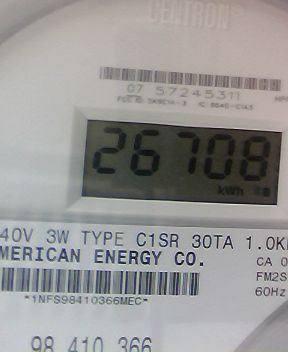 CENTRON
07 57245311
26708
kWh
40V 3W TYPE C1SR 30TA 1.0K
MERICAN ENERGY CO.
CA 0
FM2S
60Hz
*1NFS98410366MEC*
98 410 366